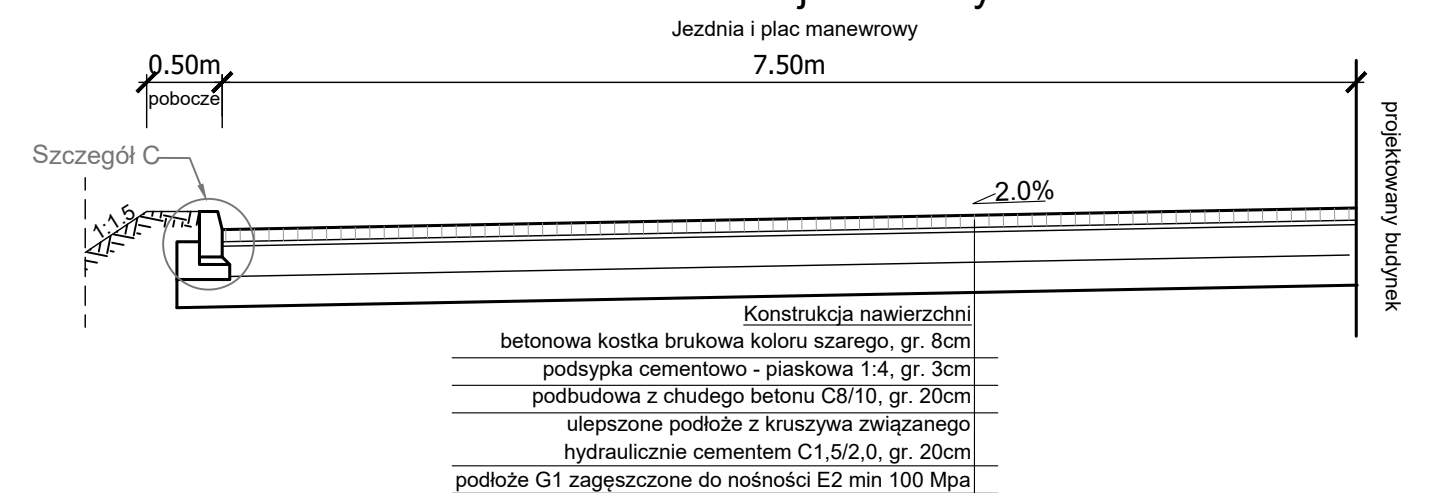 Jezdnia i plac manewrowy
0.50m
7.50m
pobocze
projektowany budynek
Szczegół C
2.0%
1:1.5
Konstrukcja nawierzchni
betonowa kostka brukowa koloru szarego, gr. 8cm
podsypka cementowo - piaskowa 1:4, gr. 3cm
podbudowa z chudego betonu C8/10, gr. 20cm
ulepszone podłoże z kruszywa związanego
hydraulicznie cementem C1,5/2,0, gr. 20cm
podłoże G1 zagęszczone do nośności E2 min 100 Mpa